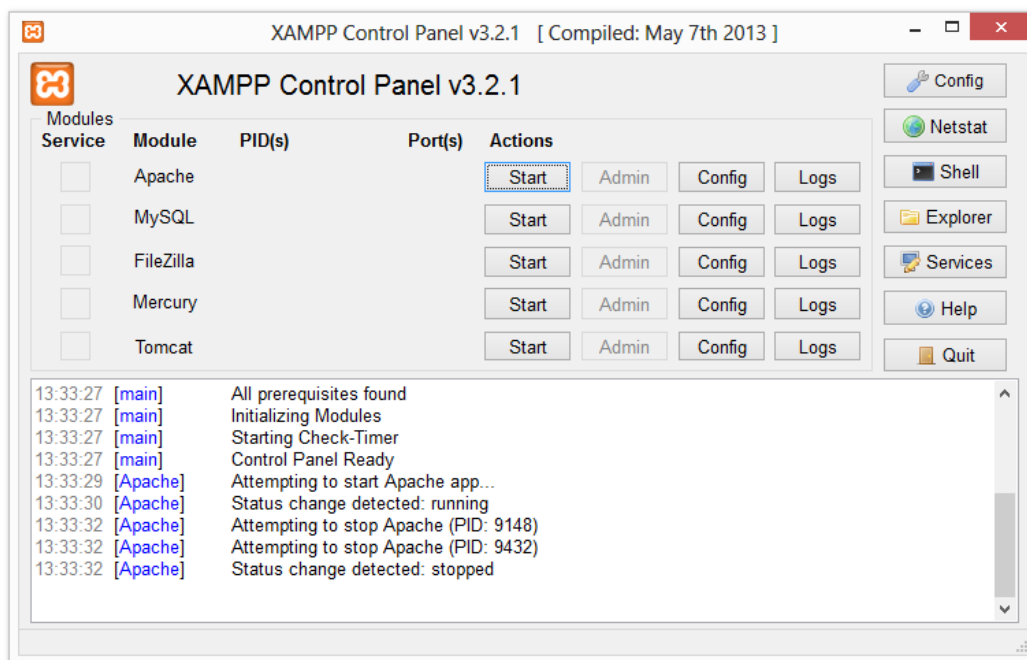 XAMPP Control Panel v3.2.1 [ Compiled: May 7th 2013 ]
XAMPP Control Panel v3.2.1
Config
Modules
Service Module PID(s) Port(s) Actions
Netstat
Apache Start Admin Config Logs
Shell
MySQL Start Admin Config Logs
Explorer
FileZilla Start Admin Config Logs
Services
Mercury Start Admin Config Logs
Help
Tomcat Start Admin Config Logs
Quit
13:33:27 [main] All prerequisites found
13:33:27 [main] Initializing Modules
13:33:27 [main] Starting Check-Timer
13:33:27 [main] Control Panel Ready
13:33:29 [Apache] Attempting to start Apache app...
13:33:30 [Apache] Status change detected: running
13:33:32 [Apache] Attempting to stop Apache (PID: 9148)
13:33:32 [Apache] Attempting to stop Apache (PID: 9432)
13:33:32 [Apache] Status change detected: stopped